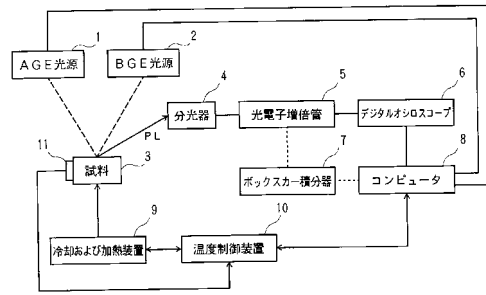 1
2
AGE光源
BGE光源
4
5
6
分光器
光電子増倍管
デジタルオシロスコープ
PL
7
8
11
試料
3
ボックスカー積分器
コンピュータ
9
10
冷却および加熱装置
温度制御装置